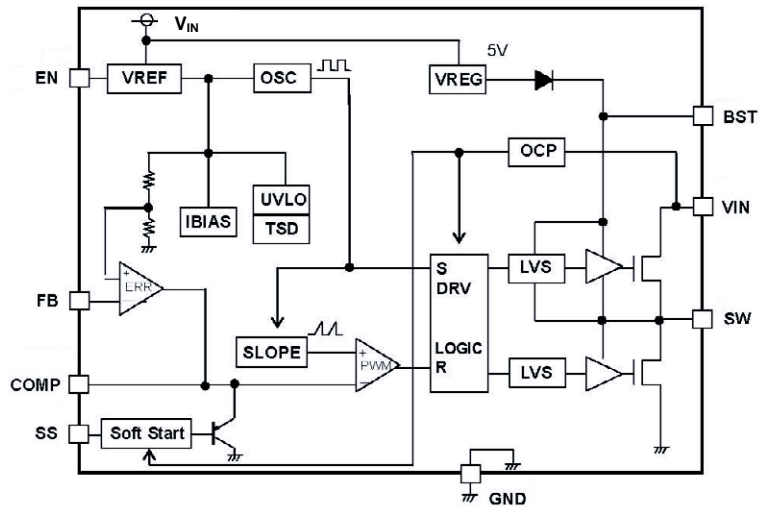 VIN
5V
EN
VREF
OSC
VREG
BST
OCP
VIN
IBIAS
UVLO
TSD
S
DRV
LOGIC
R
LVS
SW
+
ERR
−
FB
SLOPE
+
PWM
−
LVS
COMP
SS
Soft Start
GND